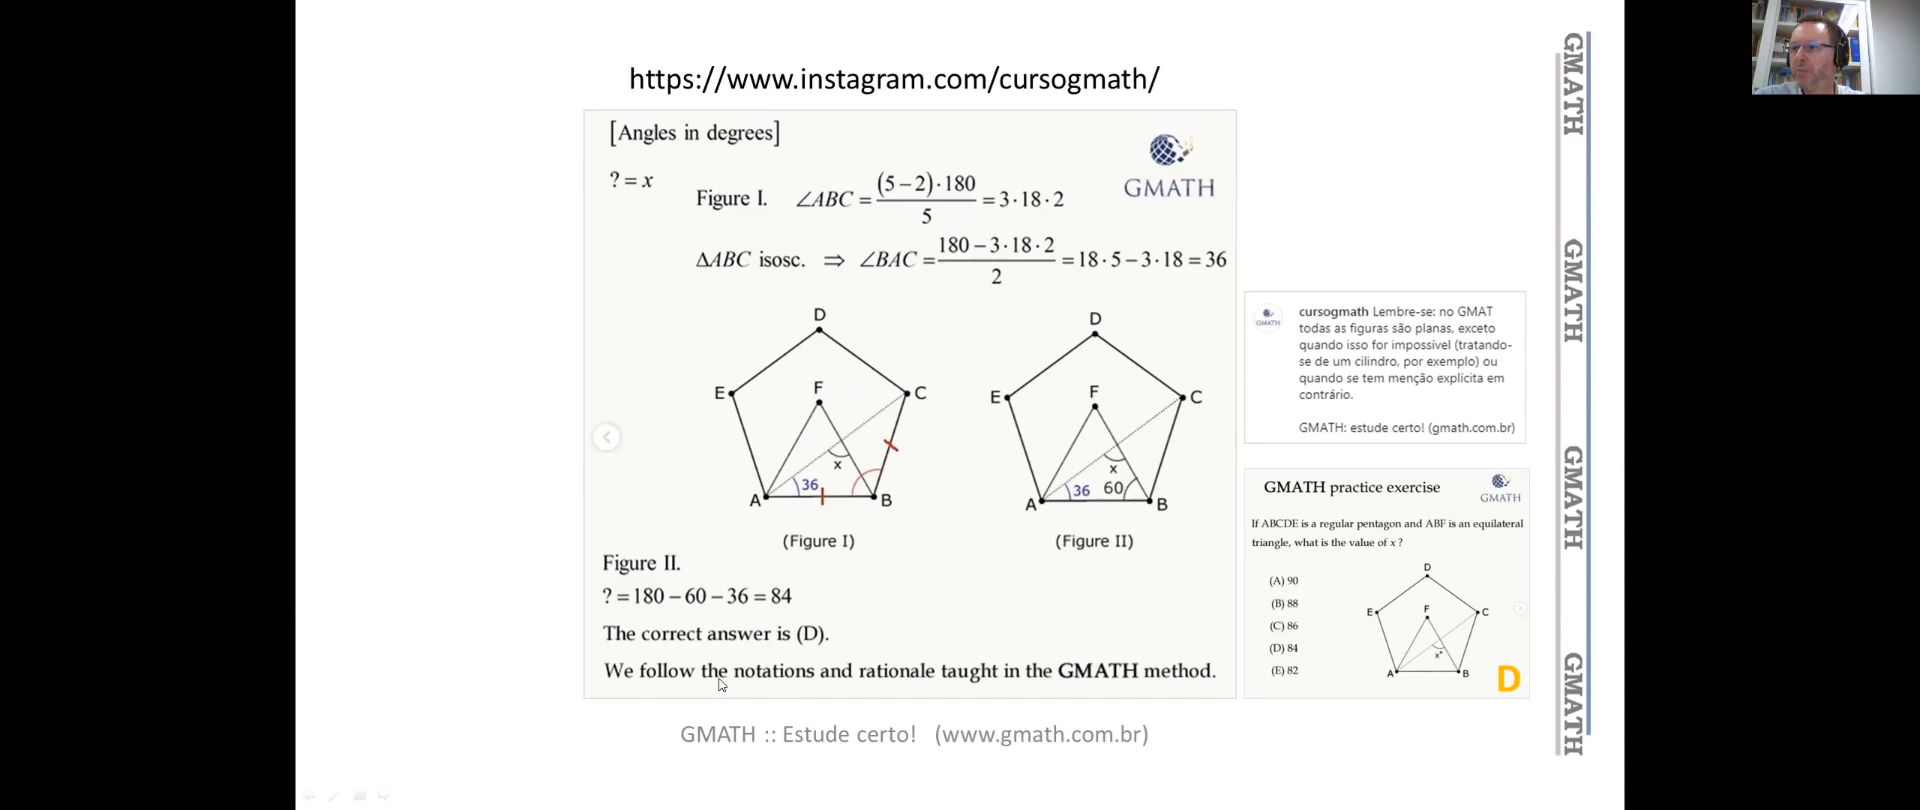 https://www.instagram.com/cursogmath/
[Angles in degrees]
GMATH
? = x
Figure I. ∠ABC = (5 − 2) · 180 / 5 = 3 · 18 · 2
ΔABC isosc. ⇒ ∠BAC = 180 − 3 · 18 · 2 / 2 = 18 · 5 − 3 · 18 = 36
D
E
F
C
x
36
A
B
(Figure I)
D
E
F
C
x
36 60
A
B
(Figure II)
Figure II.
? = 180 − 60 − 36 = 84
The correct answer is (D).
We follow the notations and rationale taught in the GMATH method.
GMATH
cursogmath Lembre-se: no GMAT
todas as figuras são planas, exceto
quando isso for impossível (tratando-
se de um cilindro, por exemplo) ou
quando se tem menção explícita em
contrário.
GMATH: estude certo! (gmath.com.br)
GMATH practice exercise
GMATH
If ABCDE is a regular pentagon and ABF is an equilateral
triangle, what is the value of x ?
(A) 90
(B) 88
(C) 86
(D) 84
(E) 82
D
E
F
C
x°
A
B
D
GMATH :: Estude certo! (www.gmath.com.br)
GMATH
GMATH
GMATH
GMATH